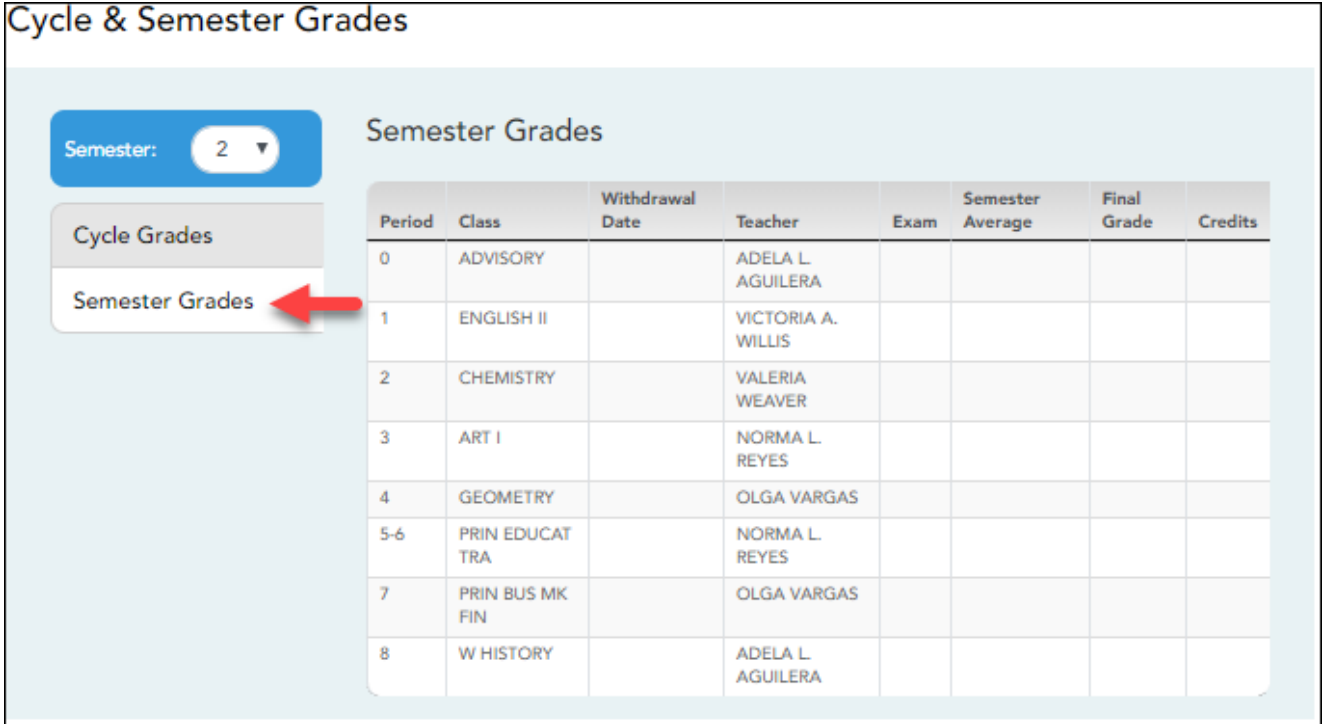 Cycle & Semester Grades
Semester: 2
Cycle Grades
Semester Grades
Semester Grades
Period Class Withdrawal Date Teacher Exam Semester Average Final Grade Credits
0 ADVISORY ADELA L. AGUILERA
1 ENGLISH II VICTORIA A. WILLIS
2 CHEMISTRY VALERIA WEAVER
3 ART I NORMA L. REYES
4 GEOMETRY OLGA VARGAS
5-6 PRIN EDUCAT TRA NORMA L. REYES
7 PRIN BUS MK FIN OLGA VARGAS
8 W HISTORY ADELA L. AGUILERA